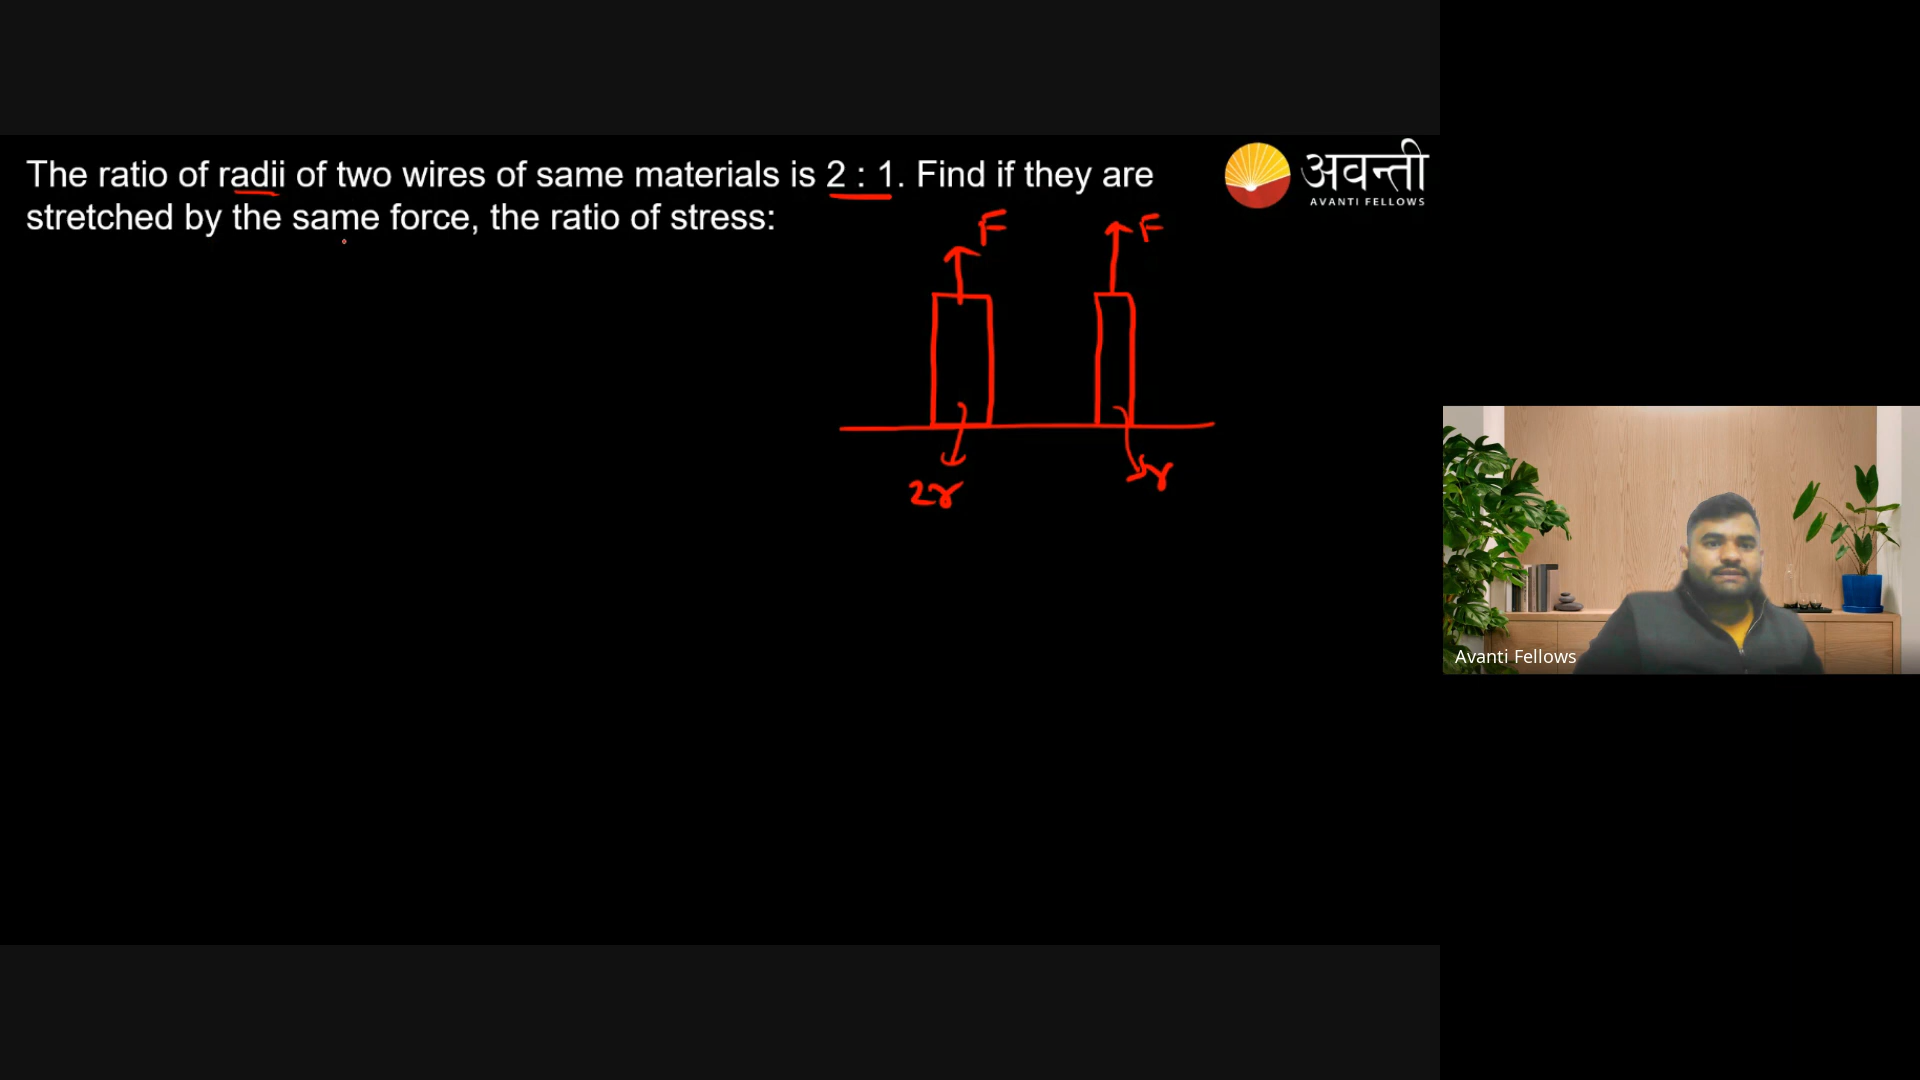 The ratio of radii of two wires of same materials is 2 : 1. Find if they are
stretched by the same force, the ratio of stress:
अवन्ती
AVANTI FELLOWS
F
F
2r
r
Avanti Fellows